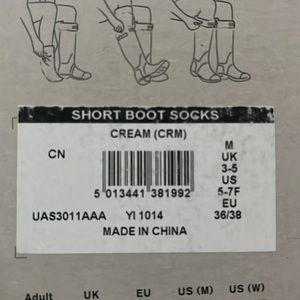 SHORT BOOT SOCKS
CREAM (CRM)
CN
M
UK
3-5
US
5-7F
EU
36/38
5 013441 381992
UAS3011AAA YI 1014
MADE IN CHINA
Adult UK EU US (M) US (W)